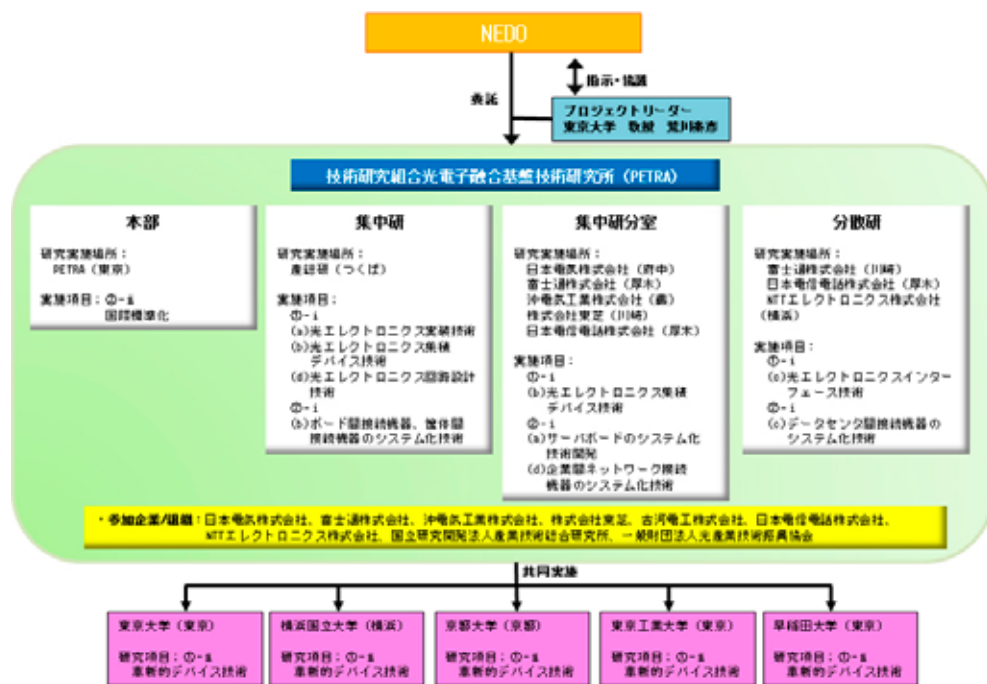 NEDO
指示・協議
委託
プロジェクトリーダー
東京大学 教授 荒川泰彦
技術研究組合光電子融合基盤技術研究所（PETRA）
本部
研究実施場所：
PETRA（東京）
実施項目：②-ii
国際標準化
集中研
研究実施場所：
産総研（つくば）
実施項目：
①-i
(a)光エレクトロニクス実装技術
(b)光エレクトロニクス集積
デバイス技術
(d)光エレクトロニクス回路設計
技術
②-i
(b)ボード間接続機器、筐体間
接続機器のシステム化技術
集中研分室
研究実施場所：
日本電気株式会社（府中）
富士通株式会社（厚木）
沖電気工業株式会社（蕨）
株式会社東芝（川崎）
日本電信電話株式会社（厚木）
実施項目：
①-i
(b)光エレクトロニクス集積
デバイス技術
②-i
(a)サーバボードのシステム化
技術開発
(d)企業間ネットワーク接続
機器のシステム化技術
分散研
研究実施場所：
富士通株式会社（川崎）
日本電信電話株式会社（厚木）
NTTエレクトロニクス株式会社
（横浜）
実施項目：
①-i
(c)光エレクトロニクスインター
フェース技術
②-i
(c)データセンタ間接続機器の
システム化技術
・参加企業/組織：日本電気株式会社、富士通株式会社、沖電気工業株式会社、株式会社東芝、古河電工株式会社、日本電信電話株式会社、
NTTエレクトロニクス株式会社、国立研究開発法人産業技術総合研究所、一般財団法人光産業技術振興協会
共同実施
東京大学（東京）
研究項目：①-ii
革新的デバイス技術
横浜国立大学（横浜）
研究項目：①-ii
革新的デバイス技術
京都大学（京都）
研究項目：①-ii
革新的デバイス技術
東京工業大学（東京）
研究項目：①-ii
革新的デバイス技術
早稲田大学（東京）
研究項目：①-ii
革新的デバイス技術